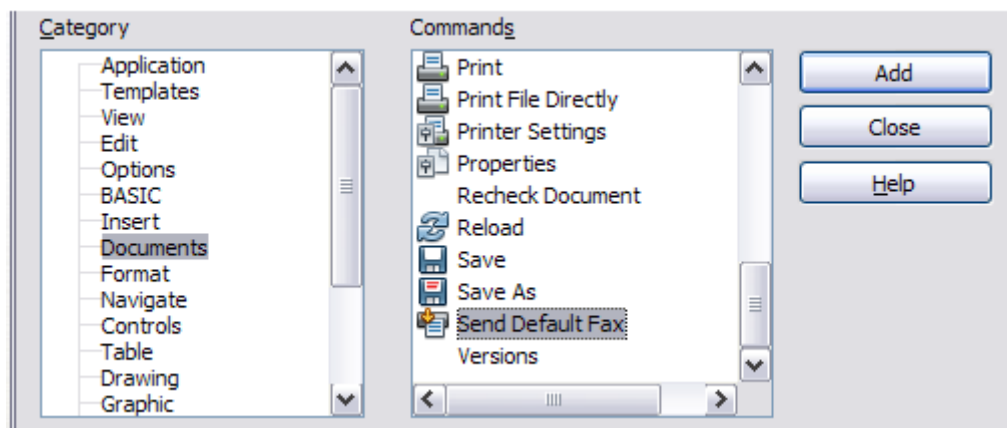 Category
Application
Templates
View
Edit
Options
BASIC
Insert
Documents
Format
Navigate
Controls
Table
Drawing
Graphic
Commands
Print
Print File Directly
Printer Settings
Properties
Recheck Document
Reload
Save
Save As
Send Default Fax
Versions
Add
Close
Help